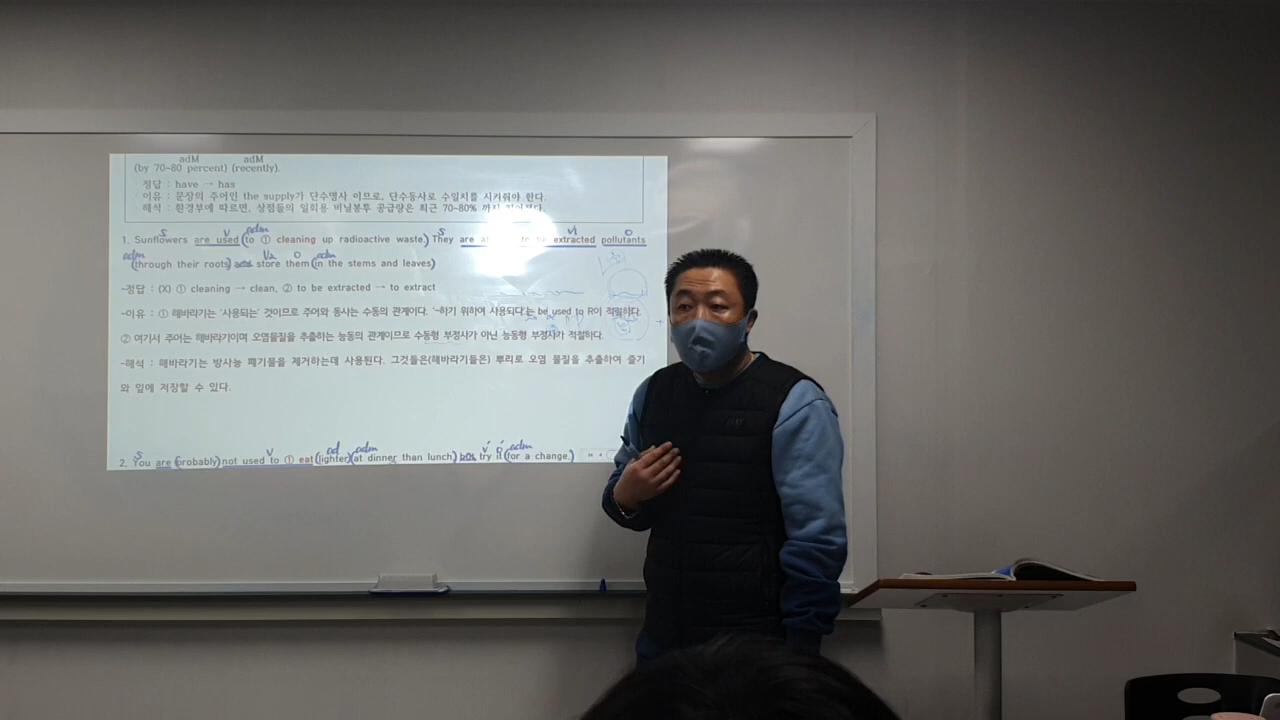 adM adM
(by 70~80 percent) (recently).
정답 : have → has
이유 : 문장의 주어인 the supply가 단수명사 이므로, 단수동사로 수일치를 시켜줘야 한다.
해석 : 환경부에 따르면, 상점들의 일회용 비닐봉투 공급량은 최근 70~80%
S V adm S V1 O
1. Sunflowers are used (to ① cleaning up radioactive waste.) They are to be extracted pollutants
adm V2 O adm
(through their roots) and store them (in the stems and leaves)
-정답 : (X) ① cleaning → clean, ② to be extracted → to extract
-이유 : ① 해바라기는 '사용되는' 것이므로 주어와 동사는 수동의 관계이다. '~하기 위하여 사용되다'는 be used to R이 적절하다.
② 여기서 주어는 해바라기이며 오염물질을 추출하는 능동의 관계이므로 수동형 부정사가 아닌 능동형 부정사가 적절하다.
-해석 : 해바라기는 방사능 폐기물을 제거하는데 사용된다. 그것들은(해바라기들은) 뿌리로 오염 물질을 추출하여 줄기
와 잎에 저장할 수 있다.
S V ad adm V O adm
2. You are (probably) not used to ① eat (lighter) (at dinner than lunch) but try it (for a change.)